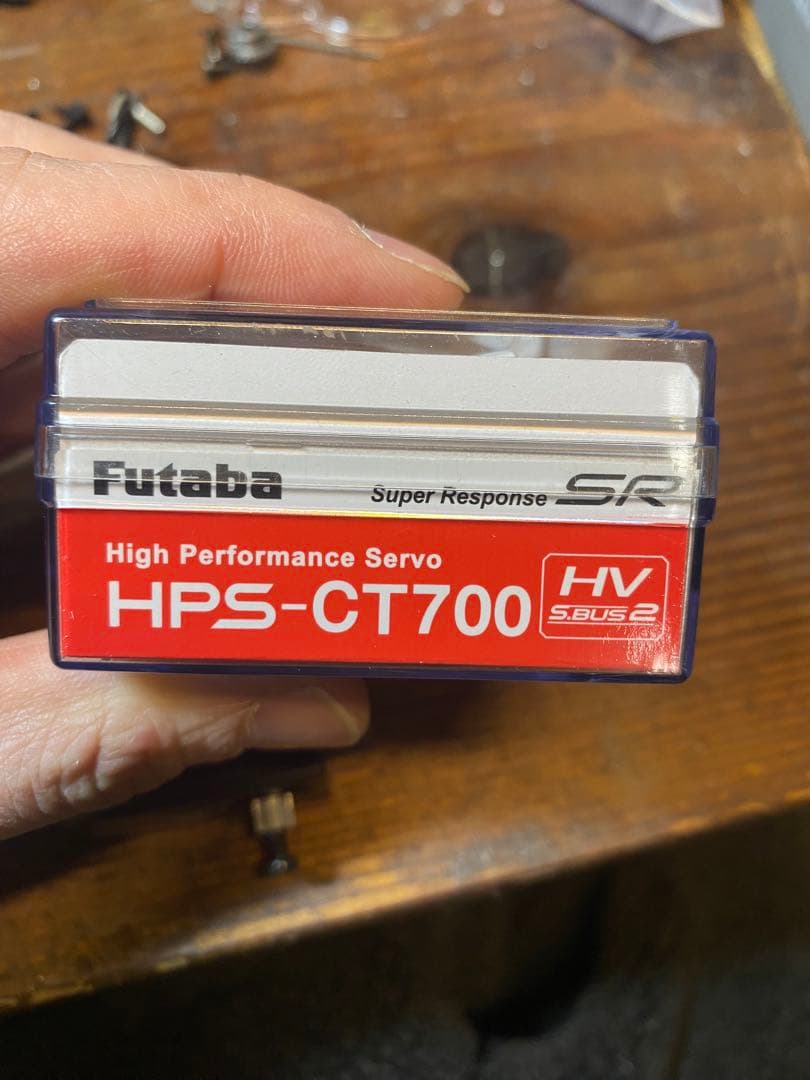 Futaba
Super Response SR
High Performance Servo
HPS-CT700
HV
S.BUS2